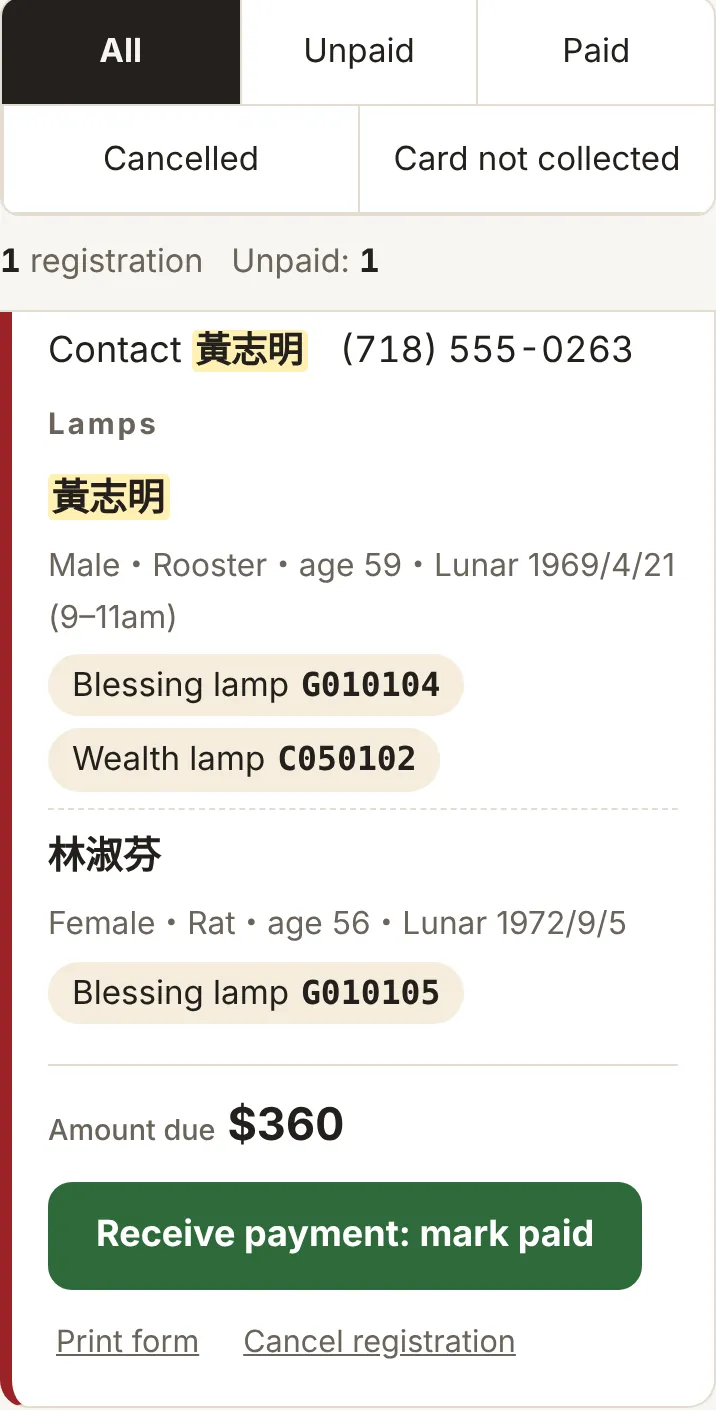 All Unpaid Paid
Cancelled Card not collected
1 registration Unpaid: 1
Contact 黃志明 (718) 555-0263
Lamps
黃志明
Male・Rooster・age 59・Lunar 1969/4/21
(9–11am)
Blessing lamp G010104
Wealth lamp C050102
林淑芬
Female・Rat・age 56・Lunar 1972/9/5
Blessing lamp G010105
Amount due $360
Receive payment: mark paid
Print form Cancel registration